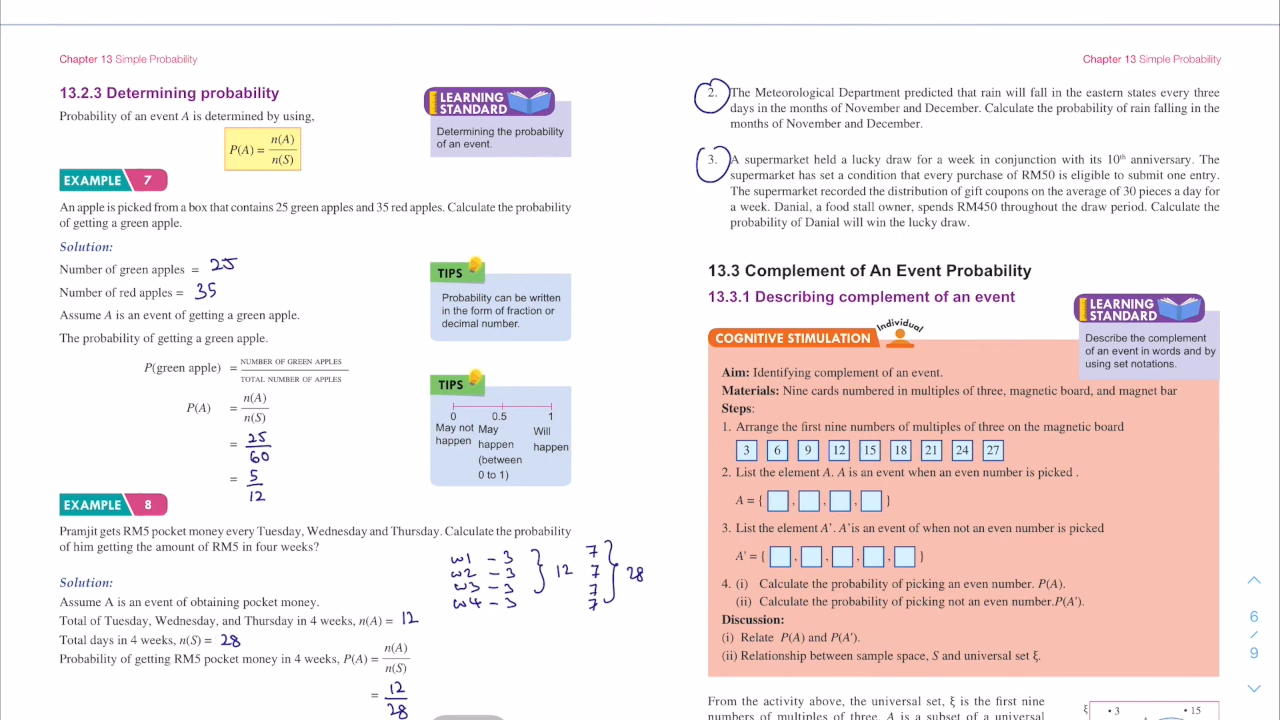 Chapter 13 Simple Probability
13.2.3 Determining probability
Probability of an event A is determined by using,
P(A) = n(A) / n(S)
LEARNING
STANDARD
Determining the probability
of an event.
EXAMPLE 7
An apple is picked from a box that contains 25 green apples and 35 red apples. Calculate the probability
of getting a green apple.
Solution:
Number of green apples = 25
Number of red apples = 35
Assume A is an event of getting a green apple.
The probability of getting a green apple.
P(green apple) = NUMBER OF GREEN APPLES / TOTAL NUMBER OF APPLES
P(A) = n(A) / n(S)
= 25 / 60
= 5 / 12
TIPS
Probability can be written
in the form of fraction or
decimal number.
TIPS
0 0.5 1
May not happen
May happen (between 0 to 1)
Will happen
EXAMPLE 8
Pramjit gets RM5 pocket money every Tuesday, Wednesday and Thursday. Calculate the probability
of him getting the amount of RM5 in four weeks?
w1 - 3 7
w2 - 3 12 7 28
w3 - 3 7
w4 - 3 7
Solution:
Assume A is an event of obtaining pocket money.
Total of Tuesday, Wednesday, and Thursday in 4 weeks, n(A) = 12
Total days in 4 weeks, n(S) = 28
Probability of getting RM5 pocket money in 4 weeks, P(A) = n(A) / n(S)
= 12 / 28
Chapter 13 Simple Probability
2. The Meteorological Department predicted that rain will fall in the eastern states every three
days in the months of November and December. Calculate the probability of rain falling in the
months of November and December.
3. A supermarket held a lucky draw for a week in conjunction with its 10th anniversary. The
supermarket has set a condition that every purchase of RM50 is eligible to submit one entry.
The supermarket recorded the distribution of gift coupons on the average of 30 pieces a day for
a week. Danial, a food stall owner, spends RM450 throughout the draw period. Calculate the
probability of Danial will win the lucky draw.
13.3 Complement of An Event Probability
13.3.1 Describing complement of an event
LEARNING
STANDARD
Describe the complement
of an event in words and by
using set notations.
COGNITIVE STIMULATION Individual
Aim: Identifying complement of an event.
Materials: Nine cards numbered in multiples of three, magnetic board, and magnet bar
Steps:
1. Arrange the first nine numbers of multiples of three on the magnetic board
3 6 9 12 15 18 21 24 27
2. List the element A. A is an event when an even number is picked .
A = { , , , }
3. List the element A'. A' is an event of when not an even number is picked
A' = { , , , , }
4. (i) Calculate the probability of picking an even number. P(A).
(ii) Calculate the probability of picking not an even number.P(A').
Discussion:
(i) Relate P(A) and P(A').
(ii) Relationship between sample space, S and universal set ξ.
From the activity above, the universal set, ξ is the first nine
numbers of multiples of three. A is a subset of a universal
ξ • 3 • 15
6
/
9